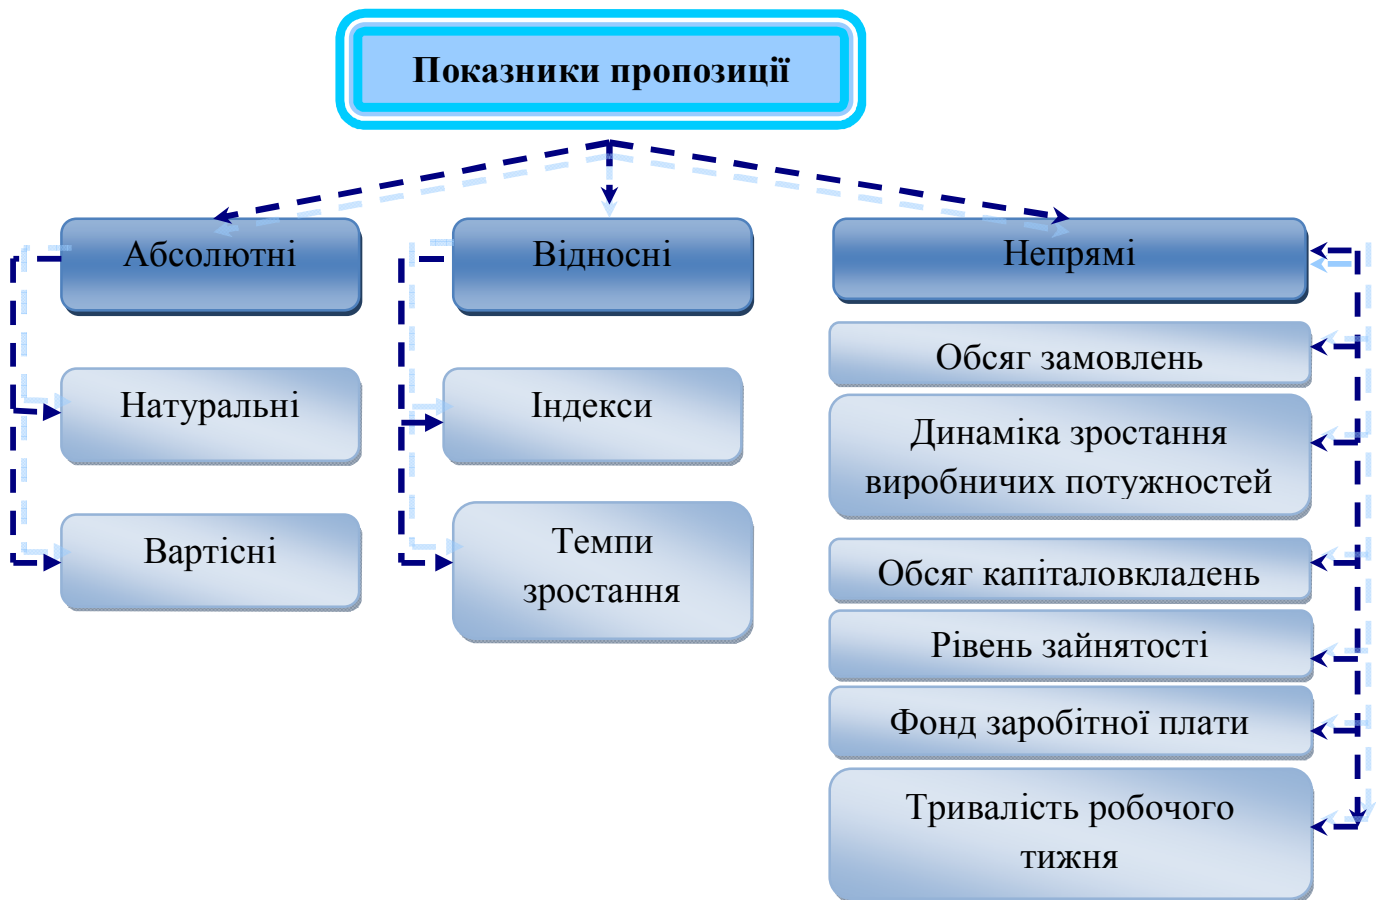 Показники пропозиції
Абсолютні
Натуральні
Вартісні
Відносні
Індекси
Темпи
зростання
Непрямі
Обсяг замовлень
Динаміка зростання
виробничих потужностей
Обсяг капіталовкладень
Рівень зайнятості
Фонд заробітної плати
Тривалість робочого
тижня